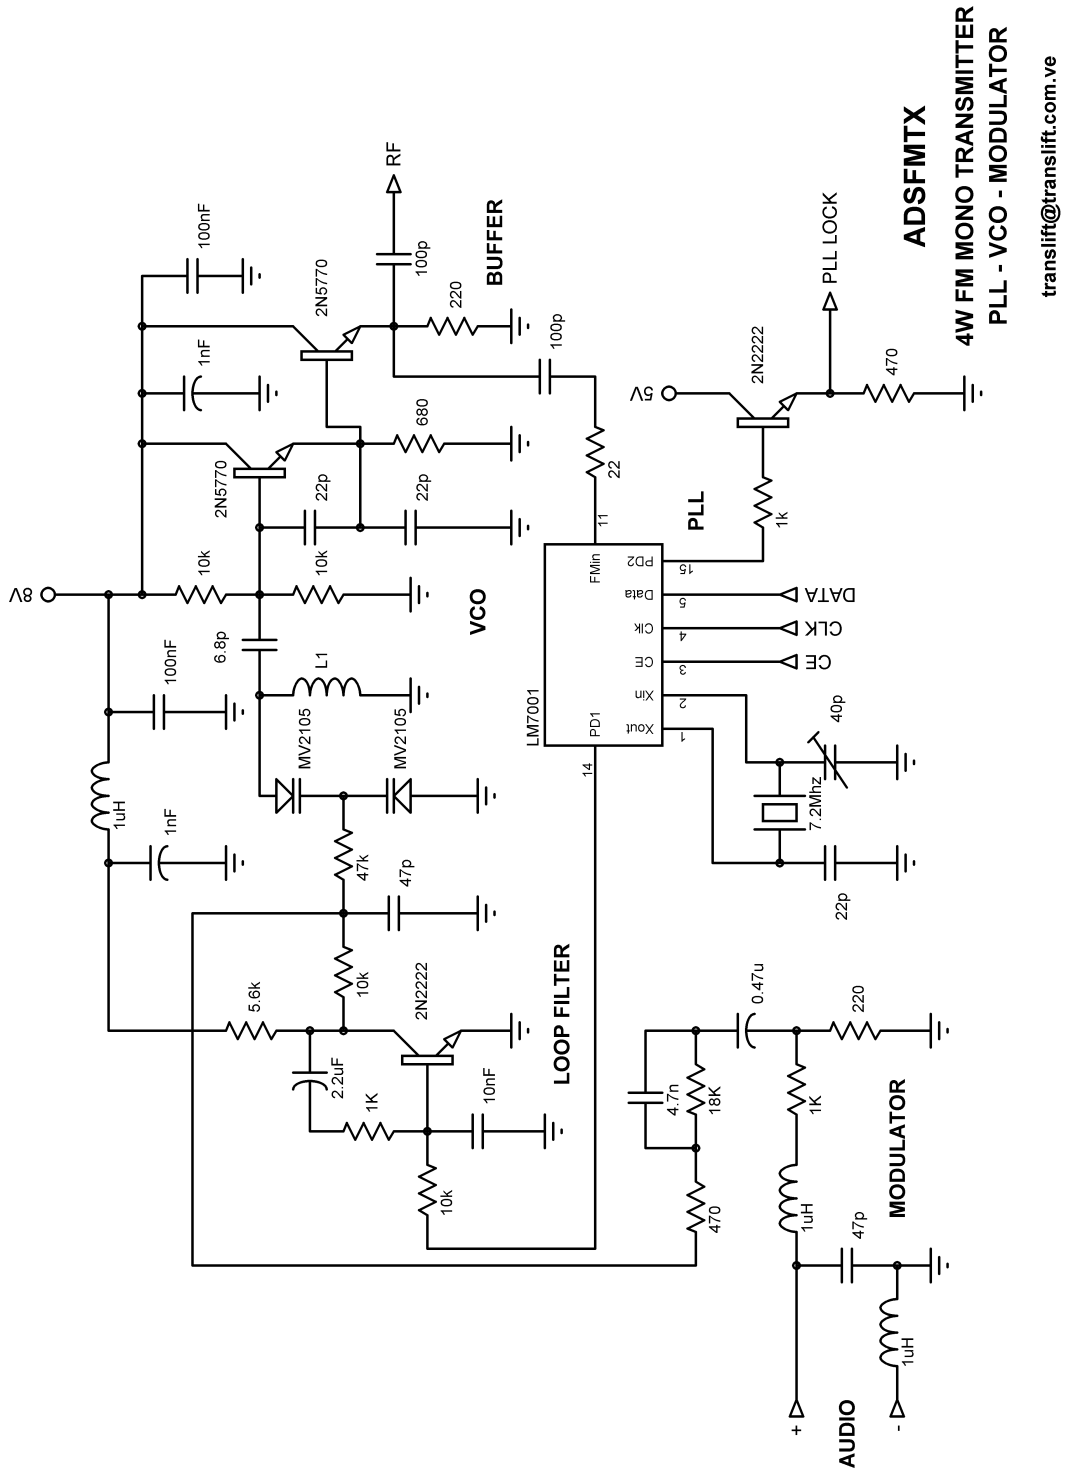 8V
100nF
1nF
100nF
1uH
1nF
10k
2N5770
2N5770
RF
100p
BUFFER
220
100p
680
22p
22p
10k
VCO
6.8p
L1
MV2105
MV2105
47k
47p
10k
5.6k
2.2uF
1K
2N2222
LOOP FILTER
10nF
10k
22
11
FMin
LM7001
PD1
14
PLL
PD2
15
Data
5
DATA
Clk
4
CLK
CE
3
CE
Xin
2
Xout
1
1k
5V
2N2222
PLL LOCK
470
40p
7.2Mhz
22p
4.7n
18K
470
0.47u
220
1K
1uH
MODULATOR
47p
1uH
+
AUDIO
-
ADSFMTX
4W FM MONO TRANSMITTER
PLL - VCO - MODULATOR
translift@translift.com.ve